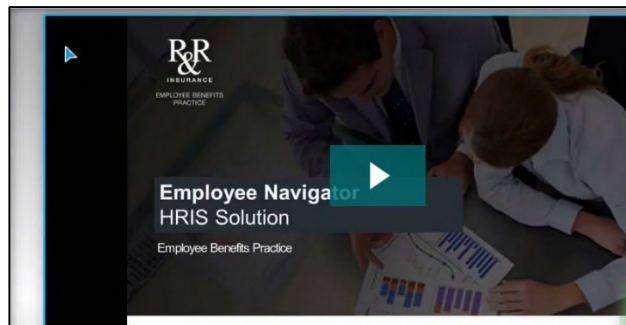 R&R
INSURANCE
EMPLOYEE BENEFITS
PRACTICE
Employee Navigator
HRIS Solution
Employee Benefits Practice